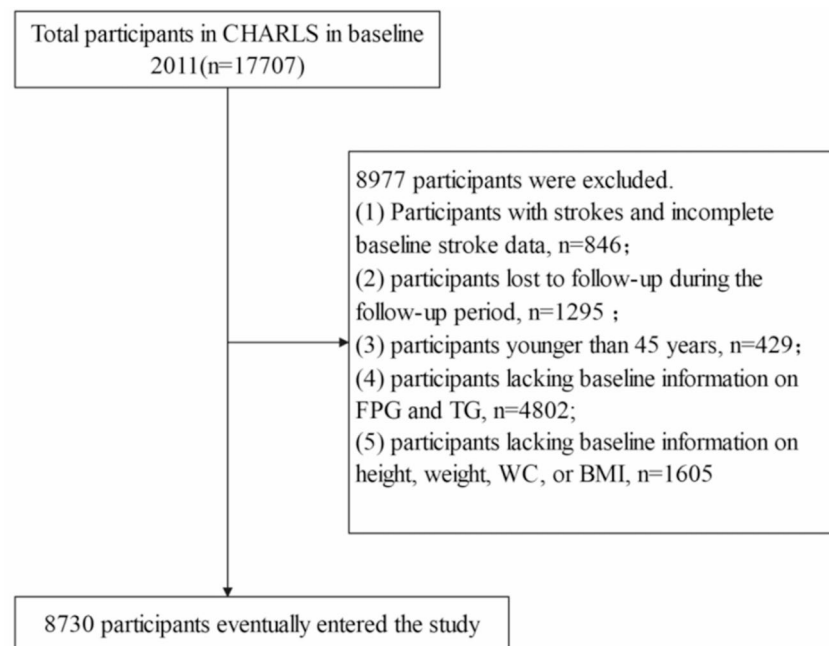 Total participants in CHARLS in baseline
2011(n=17707)
8977 participants were excluded.
(1) Participants with strokes and incomplete
baseline stroke data, n=846；
(2) participants lost to follow-up during the
follow-up period, n=1295；
(3) participants younger than 45 years, n=429；
(4) participants lacking baseline information on
FPG and TG, n=4802;
(5) participants lacking baseline information on
height, weight, WC, or BMI, n=1605
8730 participants eventually entered the study